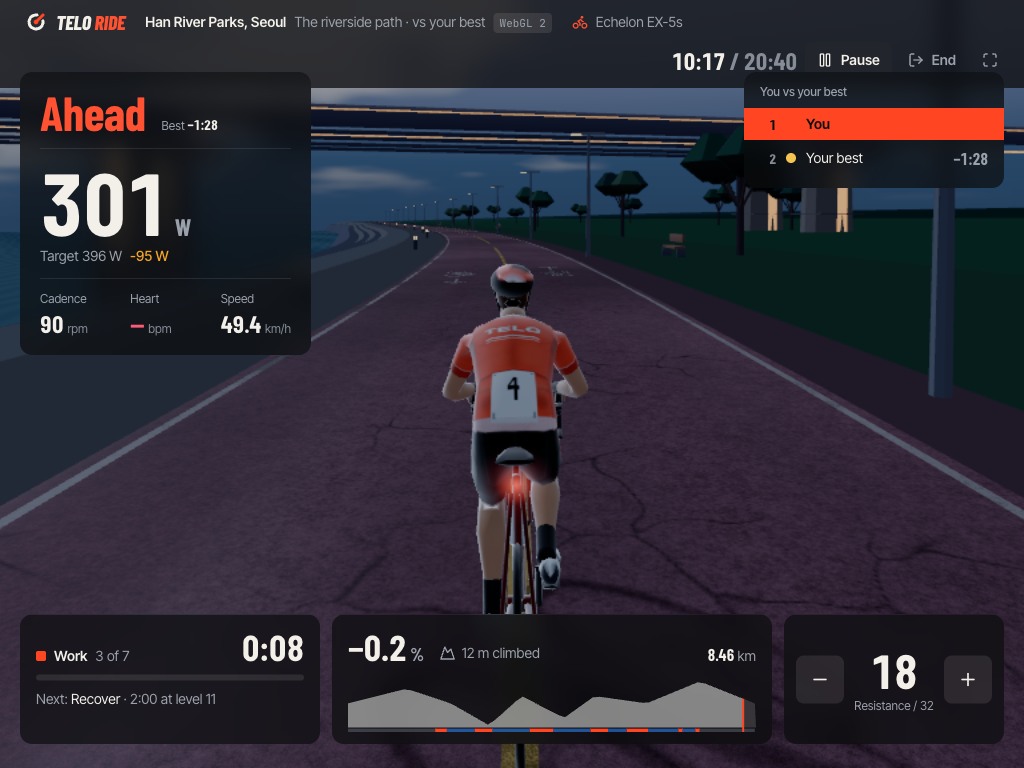 TELO RIDE Han River Parks, Seoul The riverside path · vs your best WebGL 2 Echelon EX-5s
10:17 / 20:40 Pause End
Ahead Best −1:28
301 W
Target 396 W -95 W
Cadence Heart Speed
90 rpm — bpm 49.4 km/h
You vs your best
1 You
2 Your best −1:28
TELO
4
Work 3 of 7 0:08
Next: Recover · 2:00 at level 11
−0.2 % 12 m climbed 8.46 km
− 18 +
Resistance / 32